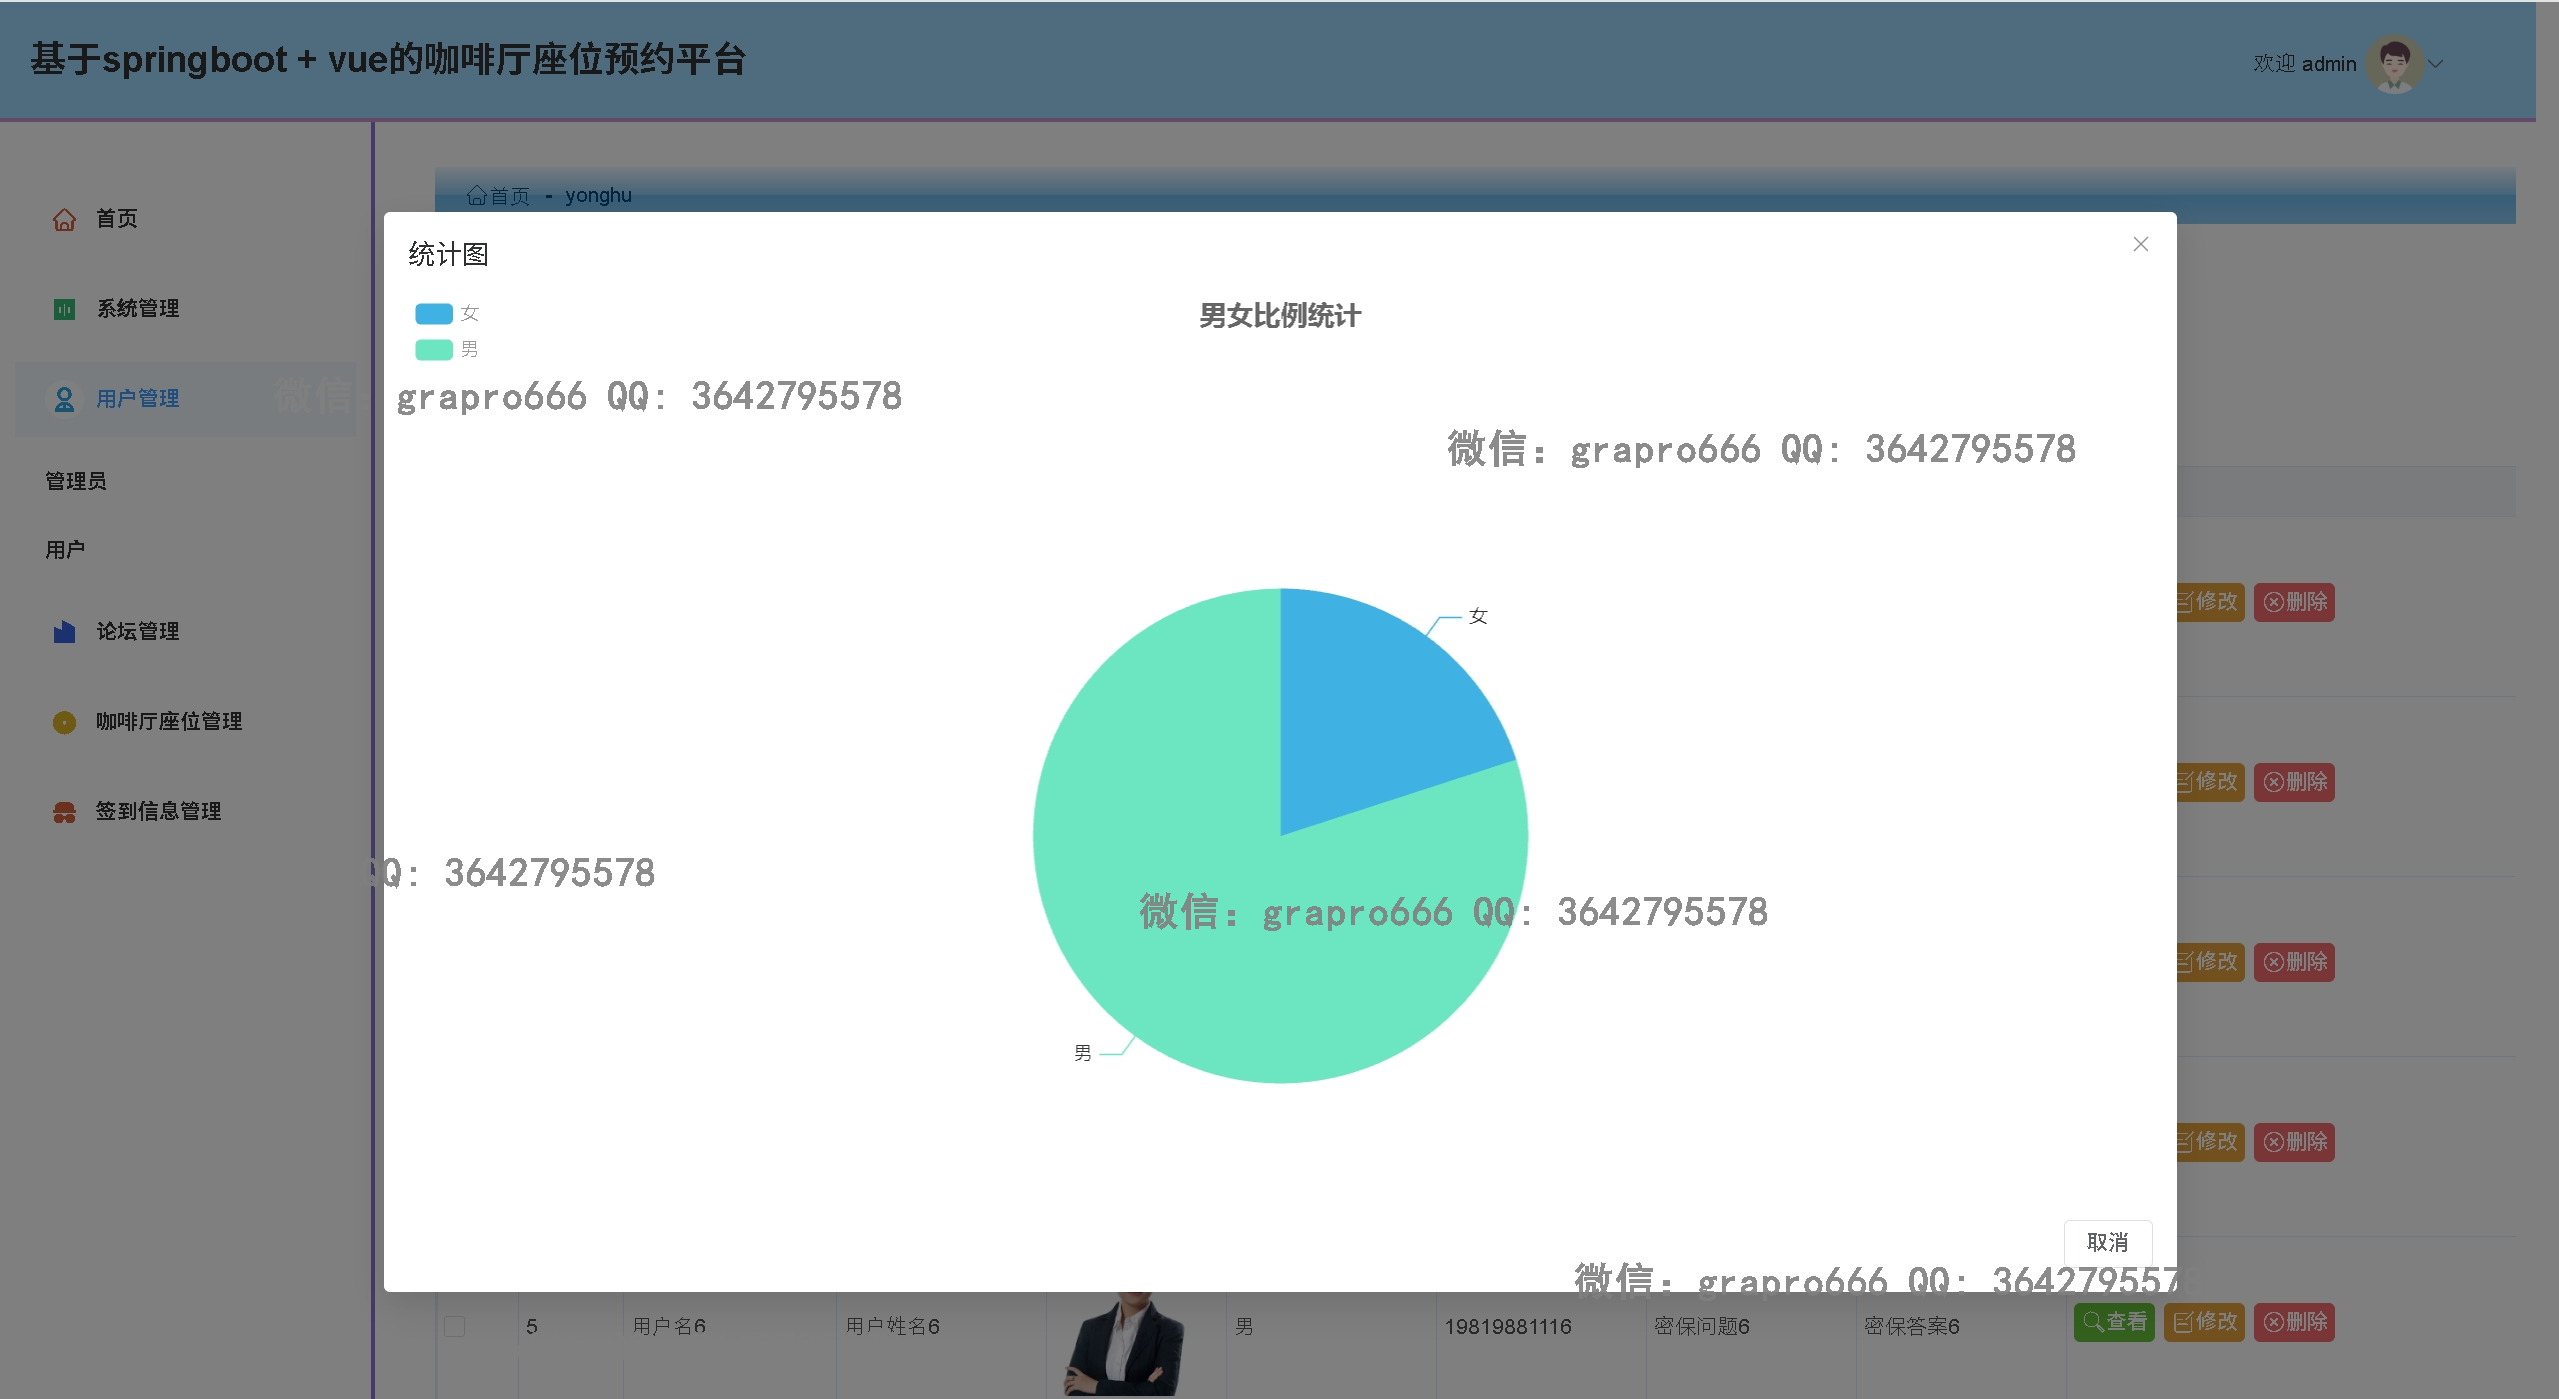 基于springboot + vue的咖啡厅座位预约平台
欢迎 admin
首页 - yonghu
首页
系统管理
用户管理
管理员
用户
论坛管理
咖啡厅座位管理
签到信息管理
统计图
女
男
男女比例统计
微信 grapro666 QQ: 3642795578
微信: grapro666 QQ: 3642795578
女
QQ: 3642795578
微信: grapro666 QQ: 3642795578
男
取消
微信: grapro666 QQ: 3642795578
修改 删除
修改 删除
修改 删除
修改 删除
5 用户名6 用户姓名6 男 19819881116 密保问题6 密保答案6 查看 修改 删除